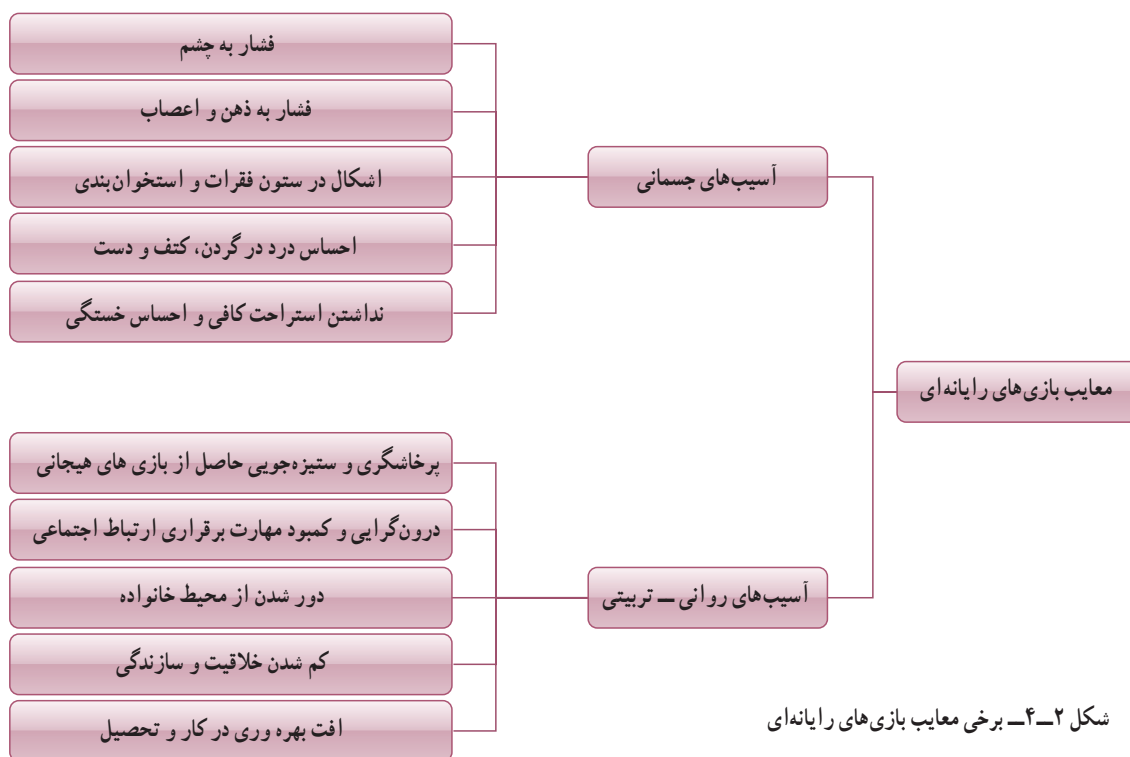 معایب بازی‌های رایانه‌ای
آسیب‌های جسمانی
فشار به چشم
فشار به ذهن و اعصاب
اشکال در ستون فقرات و استخوان‌بندی
احساس درد در گردن، کتف و دست
نداشتن استراحت کافی و احساس خستگی
آسیب‌های روانی ــ تربیتی
پرخاشگری و ستیزه‌جویی حاصل از بازی های هیجانی
درون‌گرایی و کمبود مهارت برقراری ارتباط اجتماعی
دور شدن از محیط خانواده
کم شدن خلاقیت و سازندگی
افت بهره وری در کار و تحصیل
شکل ۲ــ۴ــ برخی معایب بازی‌های رایانه‌ای